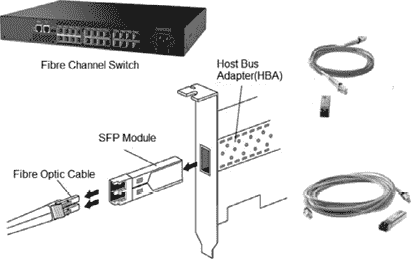 Fibre Channel Switch
Host Bus
Adapter(HBA)
SFP Module
Fibre Optic Cable